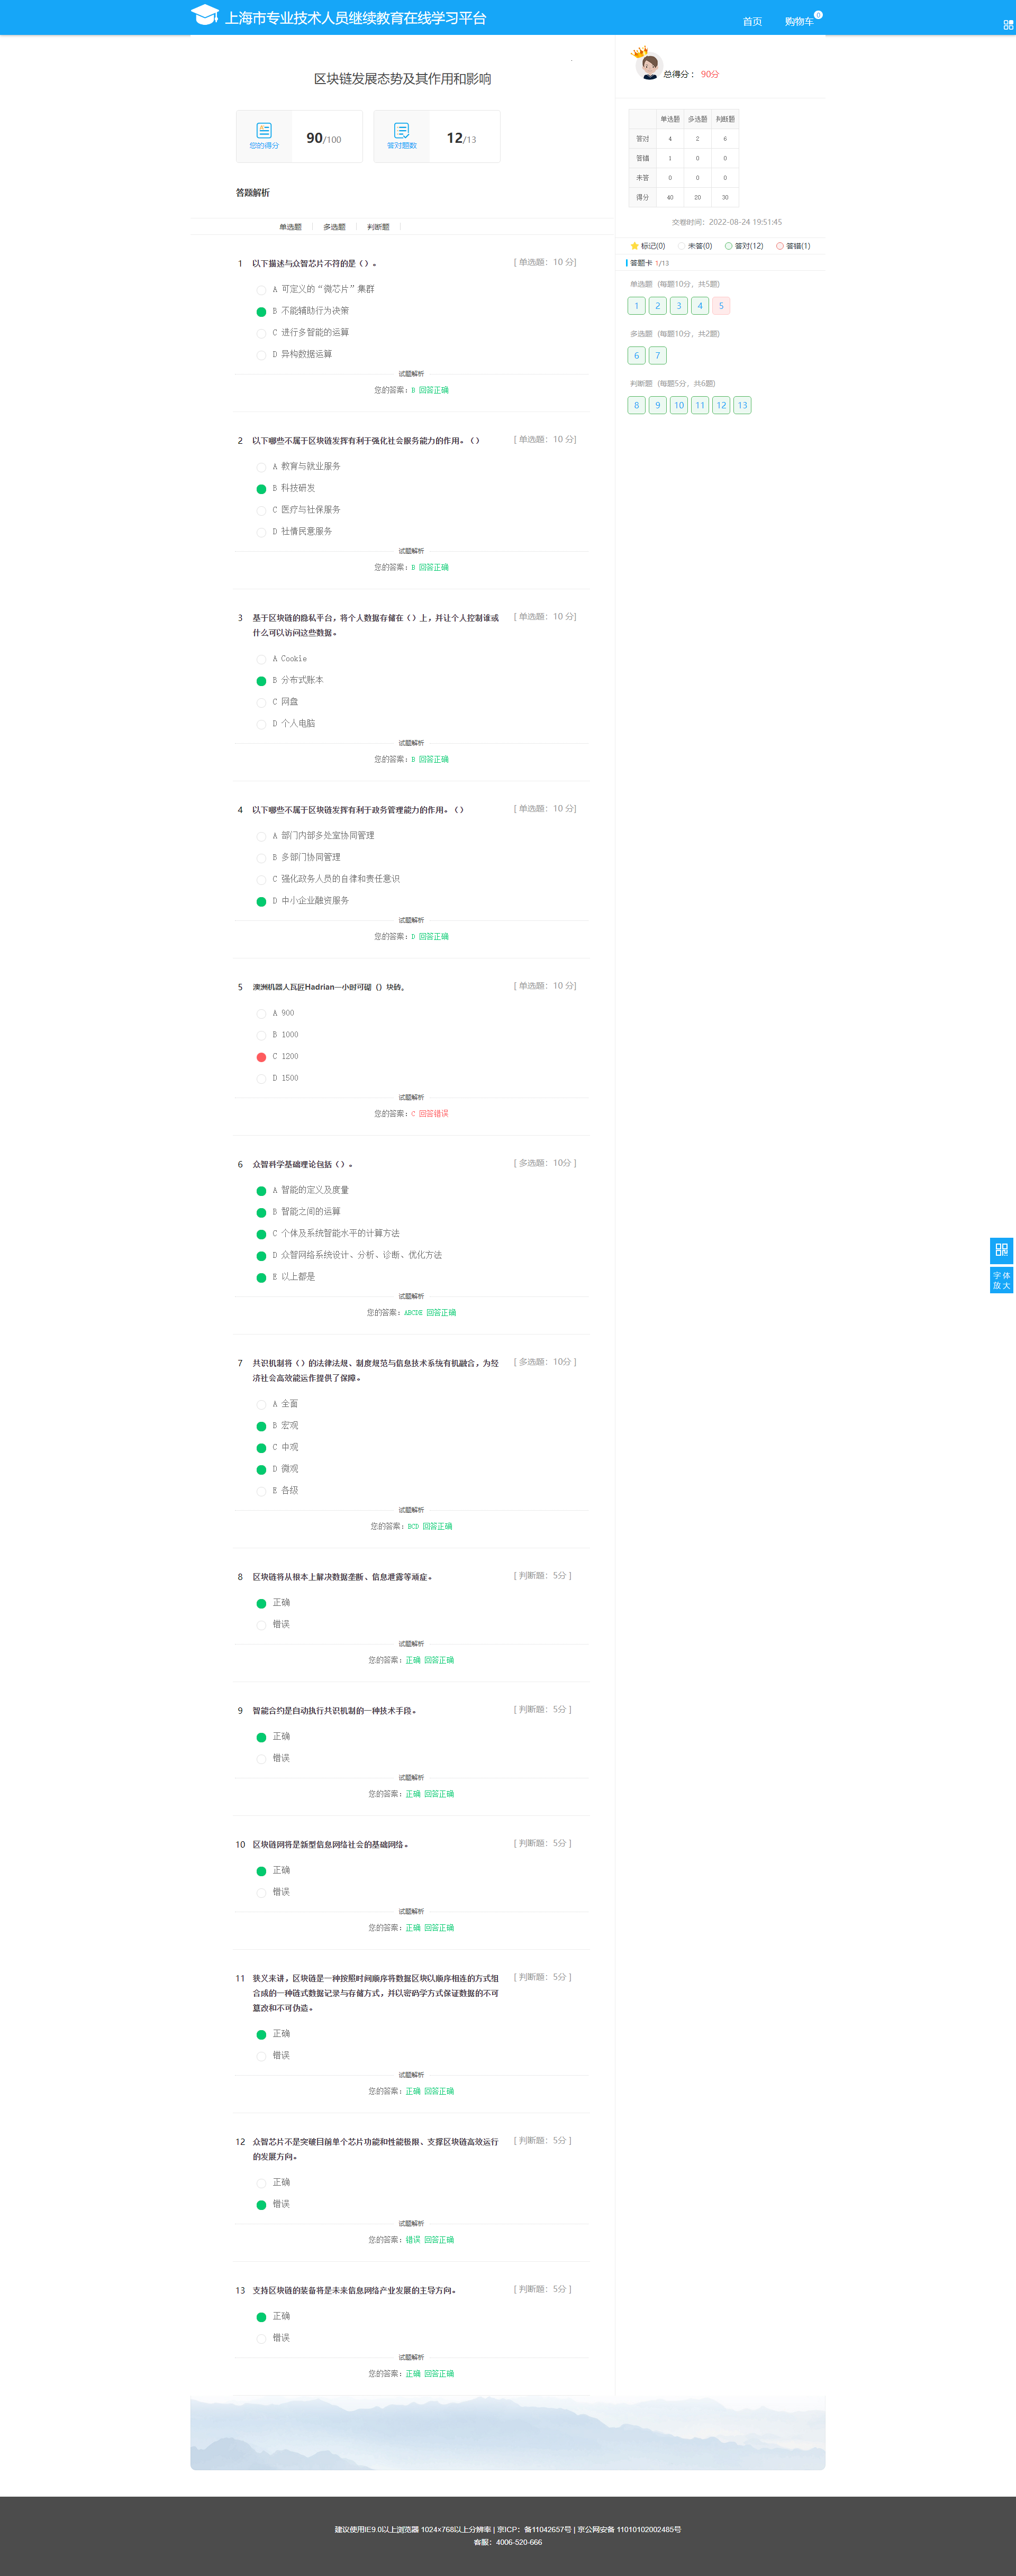 上海市专业技术人员继续教育在线学习平台
首页
购物车
0
区块链发展态势及其作用和影响
您的得分
90/100
答对题数
12/13
答题解析
单选题
多选题
判断题
1 以下描述与众智芯片不符的是（）。
[ 单选题：10 分]
A 可定义的“微芯片”集群
B 不能辅助行为决策
C 进行多智能的运算
D 异构数据运算
试题解析
您的答案：B 回答正确
2 以下哪些不属于区块链发挥有利于强化社会服务能力的作用。（）
[ 单选题：10 分]
A 教育与就业服务
B 科技研发
C 医疗与社保服务
D 社情民意服务
试题解析
您的答案：B 回答正确
3 基于区块链的隐私平台，将个人数据存储在（）上，并让个人控制谁或
什么可以访问这些数据。
[ 单选题：10 分]
A Cookie
B 分布式账本
C 网盘
D 个人电脑
试题解析
您的答案：B 回答正确
4 以下哪些不属于区块链发挥有利于政务管理能力的作用。（）
[ 单选题：10 分]
A 部门内部多处室协同管理
B 多部门协同管理
C 强化政务人员的自律和责任意识
D 中小企业融资服务
试题解析
您的答案：D 回答正确
5 澳洲机器人瓦匠Hadrian一小时可砌（）块砖。
[ 单选题：10 分]
A 900
B 1000
C 1200
D 1500
试题解析
您的答案：C 回答错误
6 众智科学基础理论包括（）。
[ 多选题：10分 ]
A 智能的定义及度量
B 智能之间的运算
C 个体及系统智能水平的计算方法
D 众智网络系统设计、分析、诊断、优化方法
E 以上都是
试题解析
您的答案：ABCDE 回答正确
7 共识机制将（）的法律法规、制度规范与信息技术系统有机融合，为经
济社会高效能运作提供了保障。
[ 多选题：10分 ]
A 全面
B 宏观
C 中观
D 微观
E 各级
试题解析
您的答案：BCD 回答正确
8 区块链将从根本上解决数据垄断、信息泄露等顽症。
[ 判断题：5分 ]
正确
错误
试题解析
您的答案：正确 回答正确
9 智能合约是自动执行共识机制的一种技术手段。
[ 判断题：5分 ]
正确
错误
试题解析
您的答案：正确 回答正确
10 区块链网将是新型信息网络社会的基础网络。
[ 判断题：5分 ]
正确
错误
试题解析
您的答案：正确 回答正确
11 狭义来讲，区块链是一种按照时间顺序将数据区块以顺序相连的方式组
合成的一种链式数据记录与存储方式，并以密码学方式保证数据的不可
篡改和不可伪造。
[ 判断题：5分 ]
正确
错误
试题解析
您的答案：正确 回答正确
12 众智芯片不是突破目前单个芯片功能和性能极限、支撑区块链高效运行
的发展方向。
[ 判断题：5分 ]
正确
错误
试题解析
您的答案：错误 回答正确
13 支持区块链的装备将是未来信息网络产业发展的主导方向。
[ 判断题：5分 ]
正确
错误
试题解析
您的答案：正确 回答正确
总得分： 90分
单选题 多选题 判断题
答对 4 2 6
答错 1 0 0
未答 0 0 0
得分 40 20 30
交卷时间：2022-08-24 19:51:45
标记(0) 未答(0) 答对(12) 答错(1)
答题卡 1/13
单选题（每题10分，共5题）
1 2 3 4 5
多选题（每题10分，共2题）
6 7
判断题（每题5分，共6题）
8 9 10 11 12 13
字体
放大
建议使用IE9.0以上浏览器 1024×768以上分辨率 | 京ICP：备11042657号 | 京公网安备 11010102002485号
客服：4006-520-666